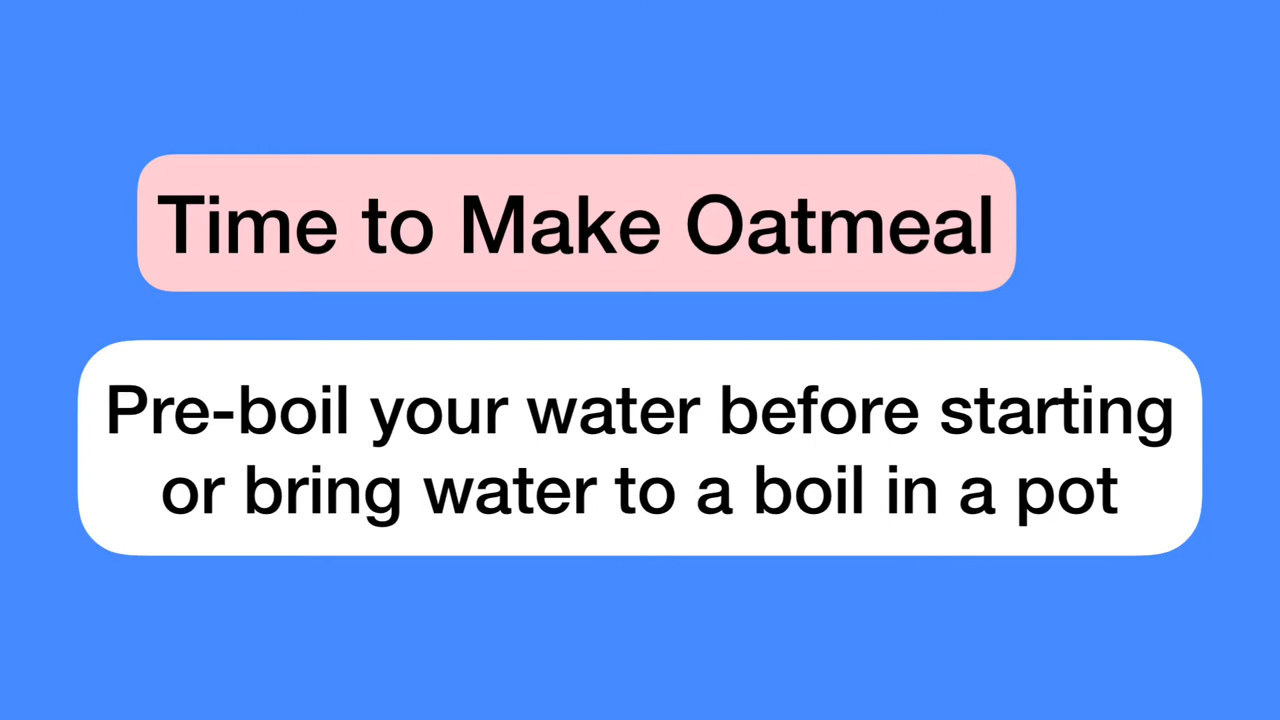 Time to Make Oatmeal
Pre-boil your water before starting
or bring water to a boil in a pot